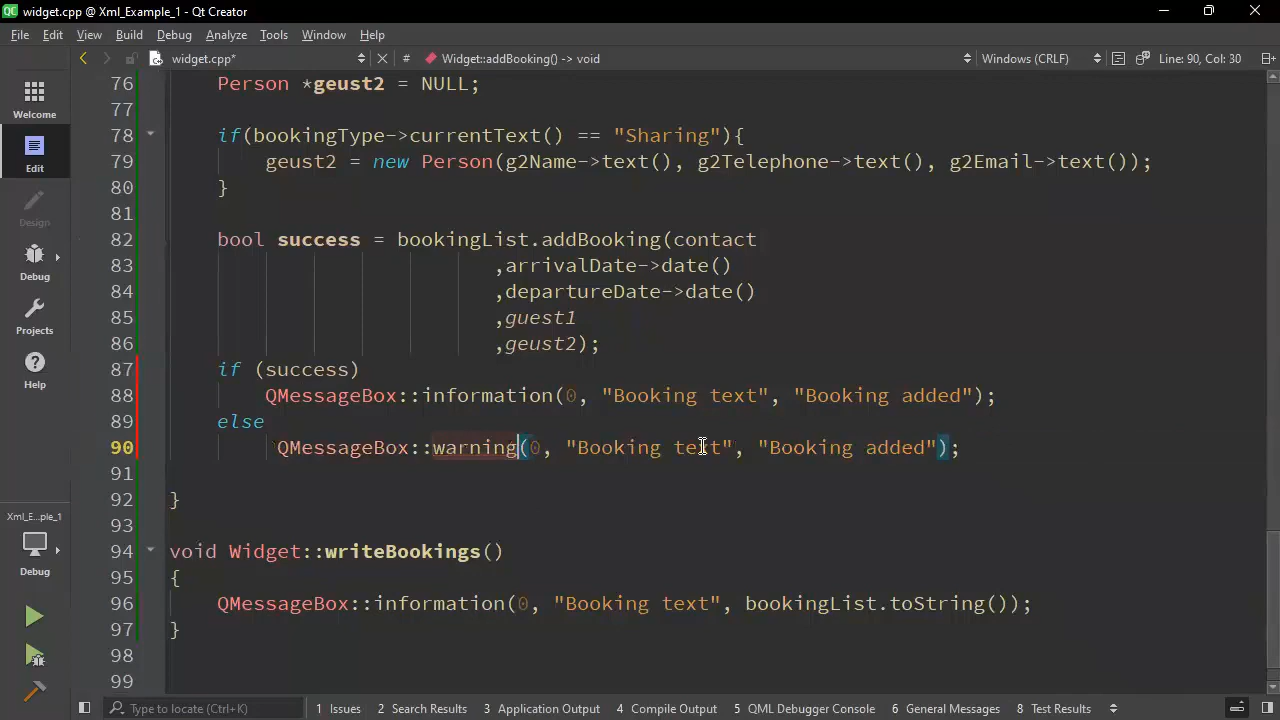 QC widget.cpp @ Xml_Example_1 - Qt Creator
File Edit View Build Debug Analyze Tools Window Help
widget.cpp* # Widget::addBooking() -> void Windows (CRLF) Line: 90, Col: 30
Welcome
Edit
Design
Debug
Projects
Help
Xml_E...ple_1
Debug
76 Person *geust2 = NULL;
77
78 if(bookingType->currentText() == "Sharing"){
79 geust2 = new Person(g2Name->text(), g2Telephone->text(), g2Email->text());
80 }
81
82 bool success = bookingList.addBooking(contact
83 ,arrivalDate->date()
84 ,departureDate->date()
85 ,guest1
86 ,geust2);
87 if (success)
88 QMessageBox::information(0, "Booking text", "Booking added");
89 else
90 QMessageBox::warning(0, "Booking text", "Booking added");
91
92 }
93
94 void Widget::writeBookings()
95 {
96 QMessageBox::information(0, "Booking text", bookingList.toString());
97 }
98
99
Type to locate (Ctrl+K) 1 Issues 2 Search Results 3 Application Output 4 Compile Output 5 QML Debugger Console 6 General Messages 8 Test Results